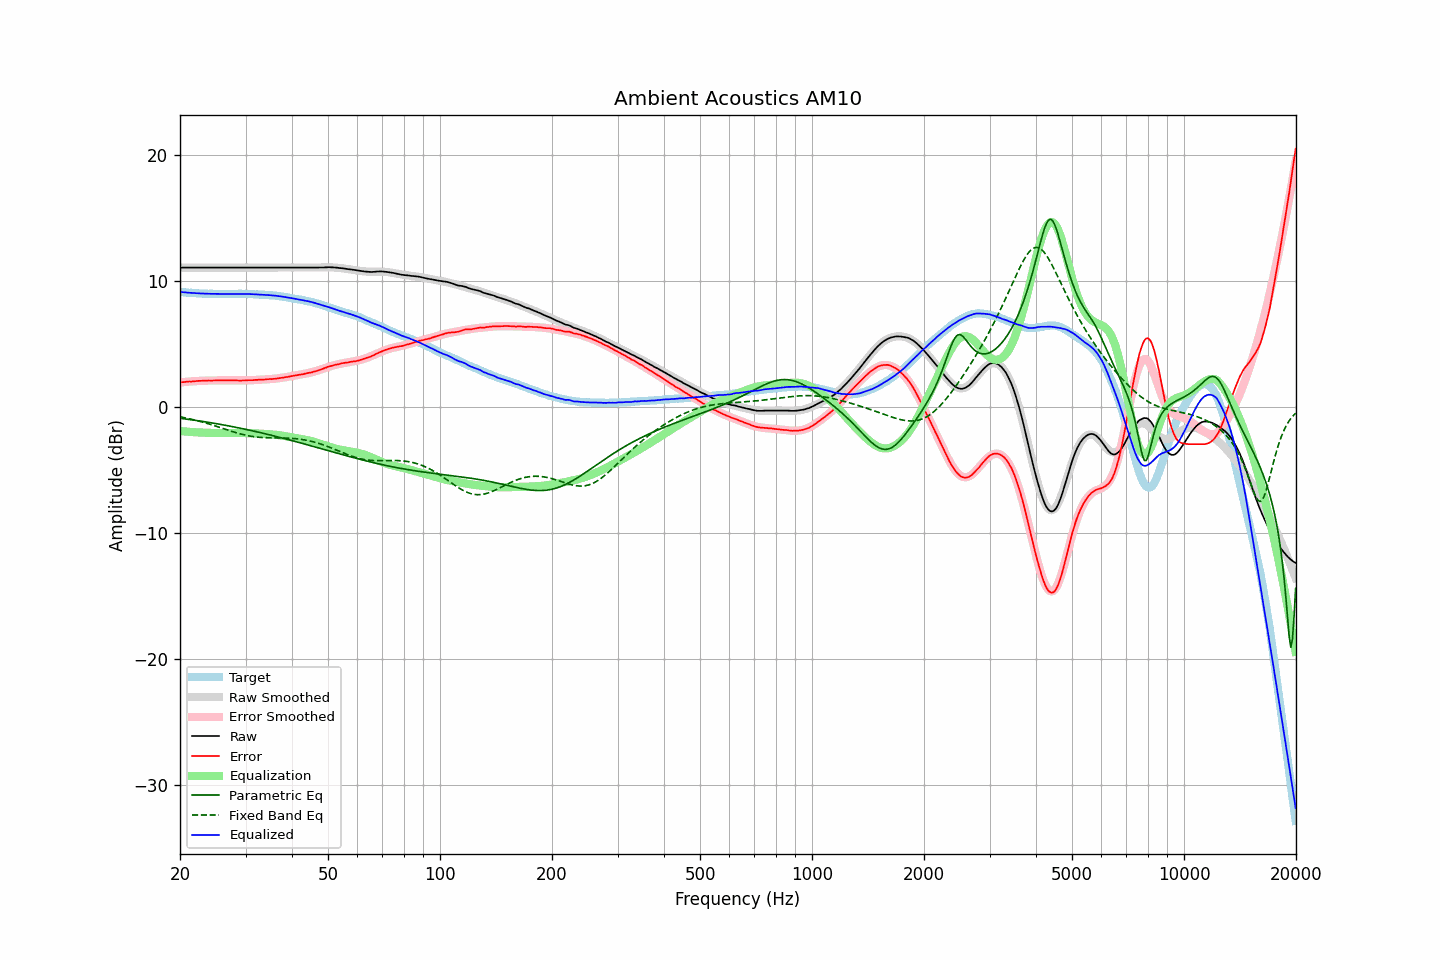 Ambient Acoustics AM10
Amplitude (dBr)
20
10
0
−10
−20
−30
Target
Raw Smoothed
Error Smoothed
Raw
Error
Equalization
Parametric Eq
Fixed Band Eq
Equalized
20 50 100 200 500 1000 2000 5000 10000 20000
Frequency (Hz)